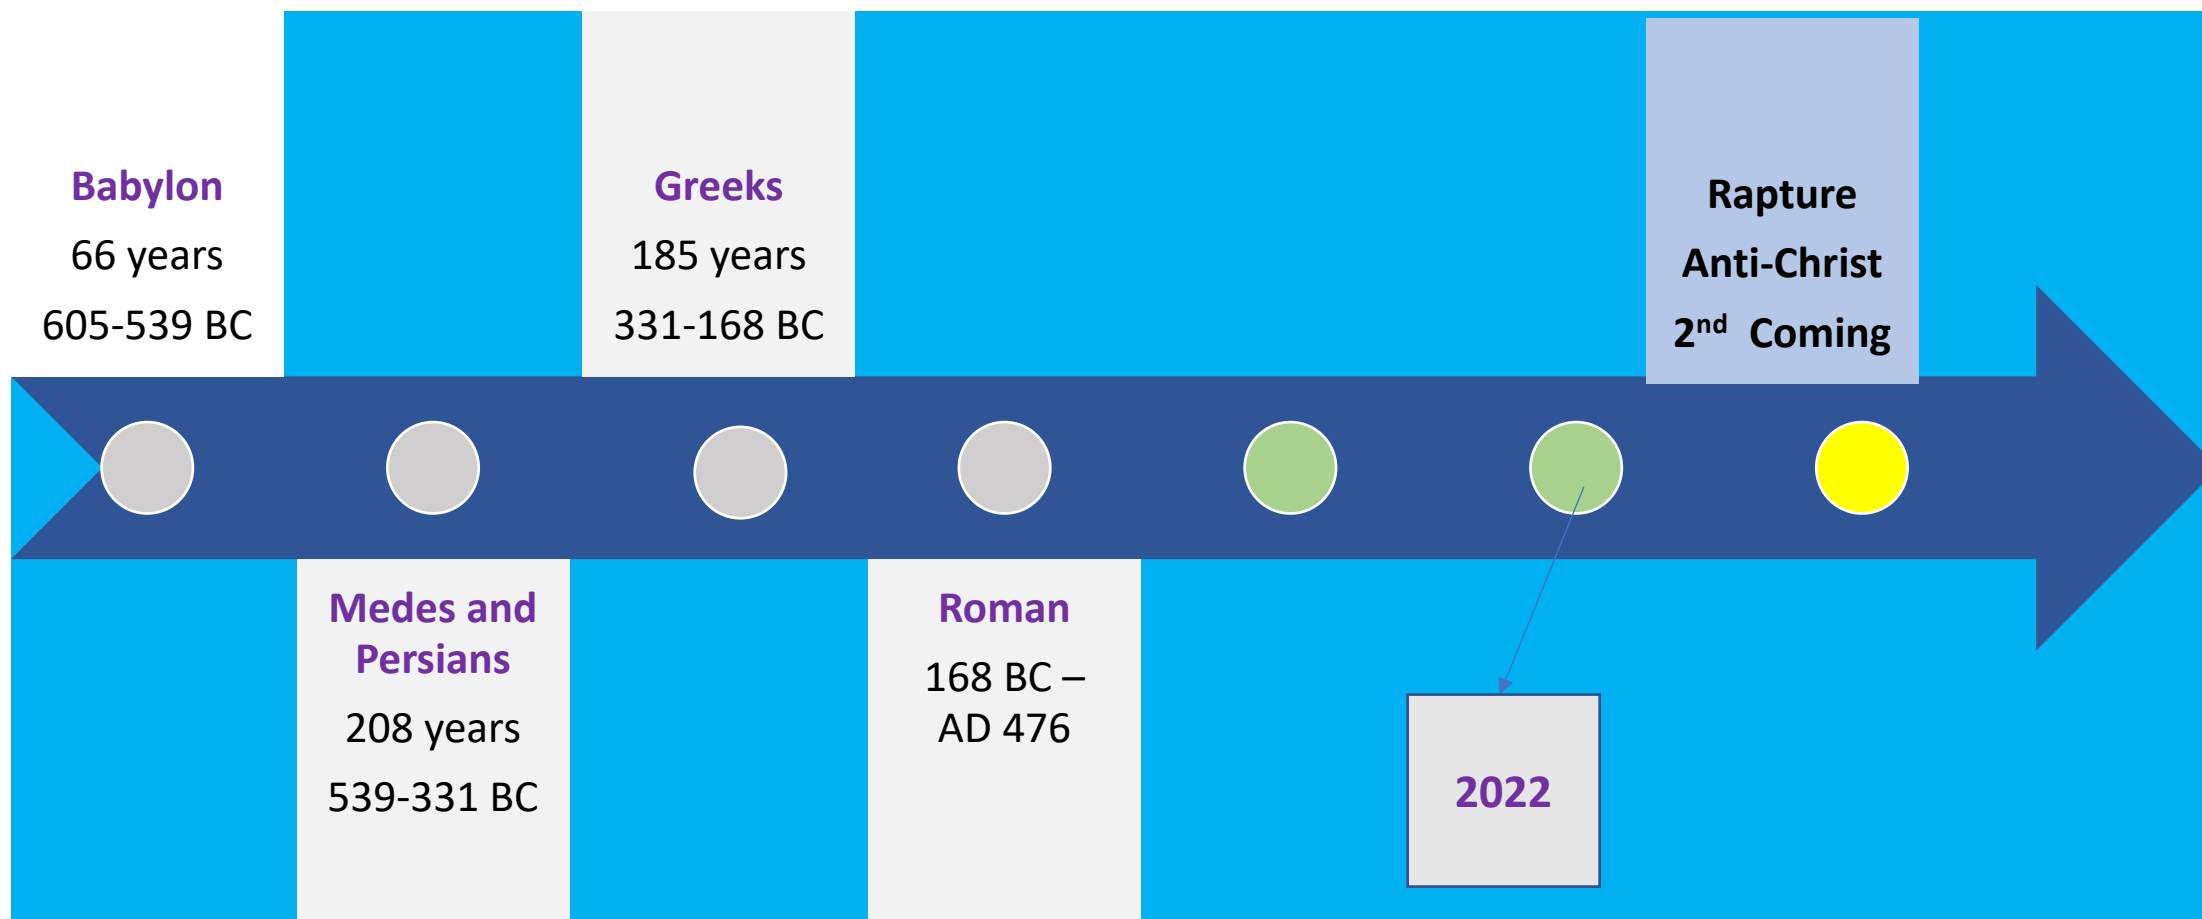 Babylon
66 years
605-539 BC
Medes and
Persians
208 years
539-331 BC
Greeks
185 years
331-168 BC
Roman
168 BC –
AD 476
2022
Rapture
Anti-Christ
2nd Coming